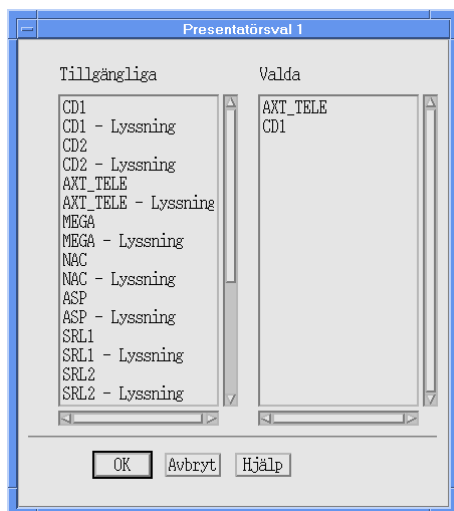 Presentatörsval 1
Tillgängliga
CD1
CD1 - Lyssning
CD2
CD2 - Lyssning
AXT_TELE
AXT_TELE - Lyssning
MEGA
MEGA - Lyssning
NAC
NAC - Lyssning
ASP
ASP - Lyssning
SRL1
SRL1 - Lyssning
SRL2
SRL2 - Lyssning
Valda
AXT_TELE
CD1
OK Avbryt Hjälp